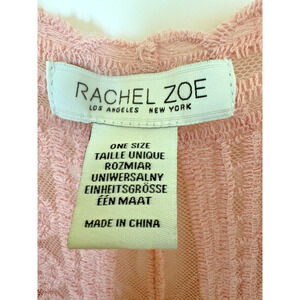 RACHEL ZOE
LOS ANGELES NEW YORK
ONE SIZE
TAILLE UNIQUE
ROZMIAR
UNIWERSALNY
EINHEITSGRÖSSE
ÉÉN MAAT
MADE IN CHINA